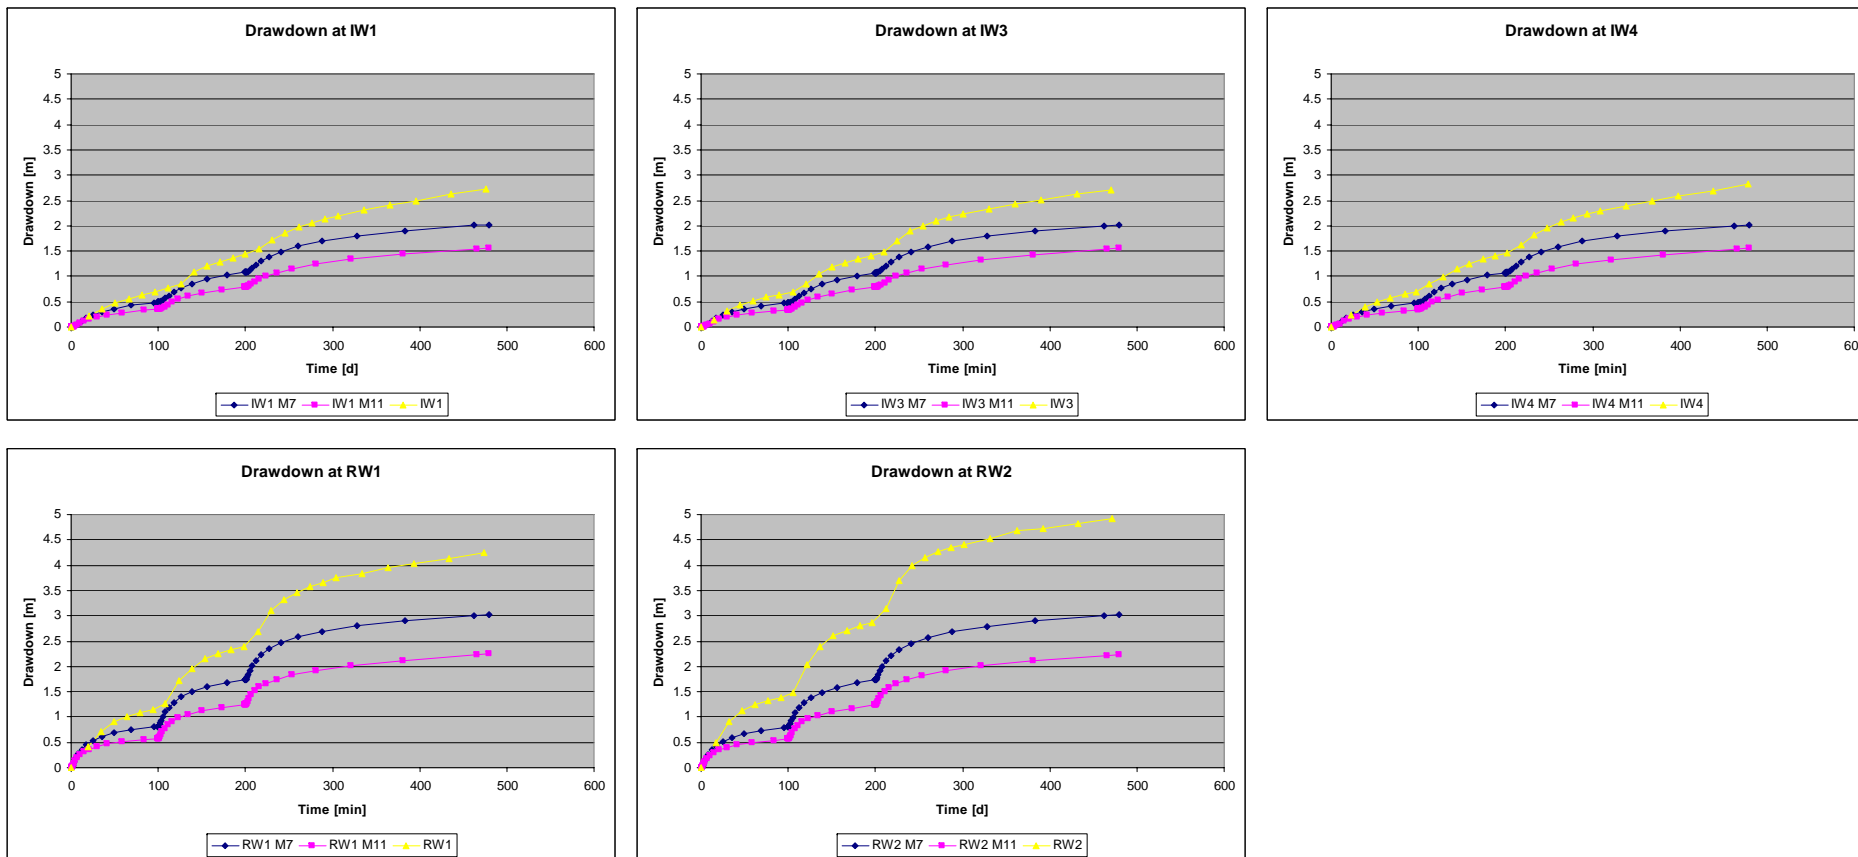 Drawdown at IW1
5
4.5
4
3.5
3
2.5
2
1.5
1
0.5
0
Drawdown [m]
0 100 200 300 400 500 600
Time [d]
IW1 M7 IW1 M11 IW1
Drawdown at IW3
5
4.5
4
3.5
3
2.5
2
1.5
1
0.5
0
Drawdown [m]
0 100 200 300 400 500 600
Time [min]
IW3 M7 IW3 M11 IW3
Drawdown at IW4
5
4.5
4
3.5
3
2.5
2
1.5
1
0.5
0
Drawdown [m]
0 100 200 300 400 500 600
Time [min]
IW4 M7 IW4 M11 IW4
Drawdown at RW1
5
4.5
4
3.5
3
2.5
2
1.5
1
0.5
0
Drawdown [m]
0 100 200 300 400 500 600
Time [min]
RW1 M7 RW1 M11 RW1
Drawdown at RW2
5
4.5
4
3.5
3
2.5
2
1.5
1
0.5
0
Drawdown [m]
0 100 200 300 400 500 600
Time [d]
RW2 M7 RW2 M11 RW2